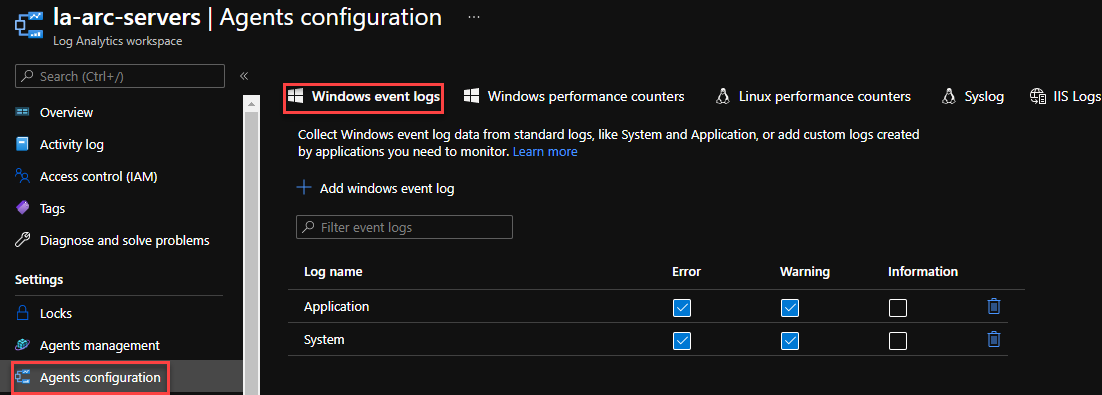 la-arc-servers | Agents configuration ...
Log Analytics workspace
Search (Ctrl+/)
«
Overview
Activity log
Access control (IAM)
Tags
Diagnose and solve problems
Settings
Locks
Agents management
Agents configuration
Windows event logs Windows performance counters Linux performance counters Syslog IIS Logs
Collect Windows event log data from standard logs, like System and Application, or add custom logs created
by applications you need to monitor. Learn more
Add windows event log
Filter event logs
Log name Error Warning Information
Application
System